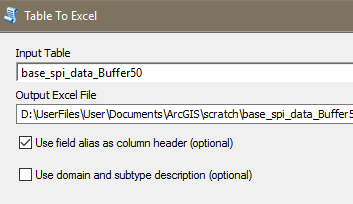 Table To Excel
Input Table
base_spi_data_Buffer50
Output Excel File
D:\UserFiles\User\Documents\ArcGIS\scratch\base_spi_data_Buffer5
Use field alias as column header (optional)
Use domain and subtype description (optional)